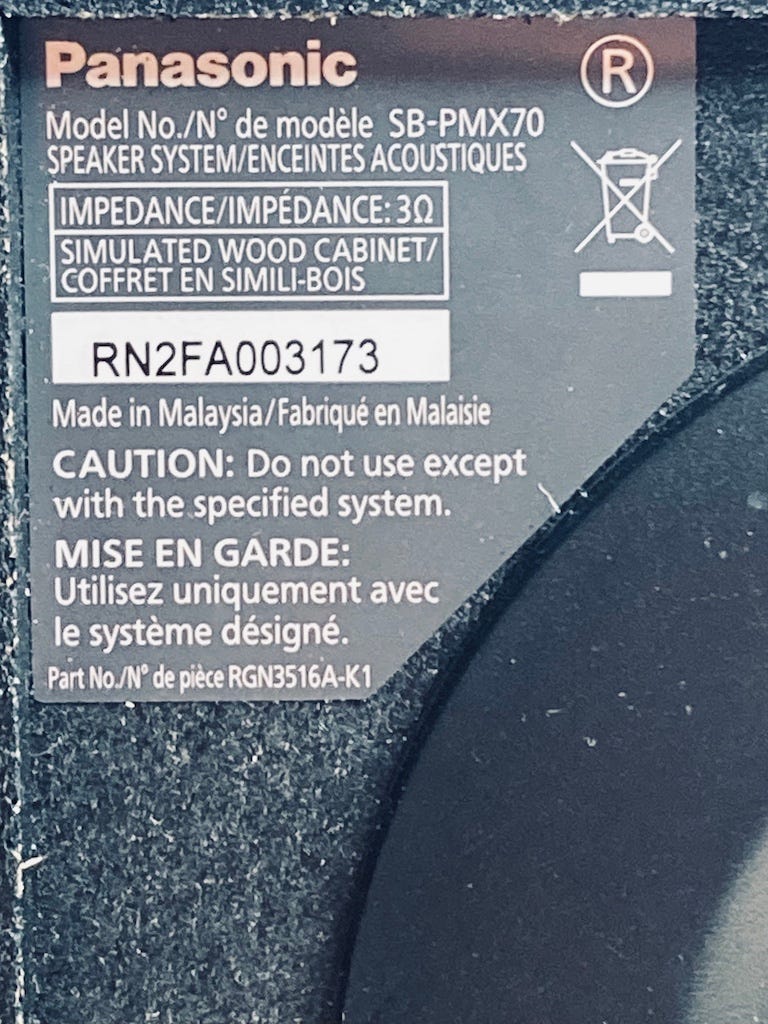 Panasonic
®
Model No./N° de modèle SB-PMX70
SPEAKER SYSTEM/ENCEINTES ACOUSTIQUES
IMPEDANCE/IMPÉDANCE: 3Ω
SIMULATED WOOD CABINET/
COFFRET EN SIMILI-BOIS
RN2FA003173
Made in Malaysia/Fabriqué en Malaisie
CAUTION: Do not use except
with the specified system.
MISE EN GARDE:
Utilisez uniquement avec
le système désigné.
Part No./N° de pièce RGN3516A-K1